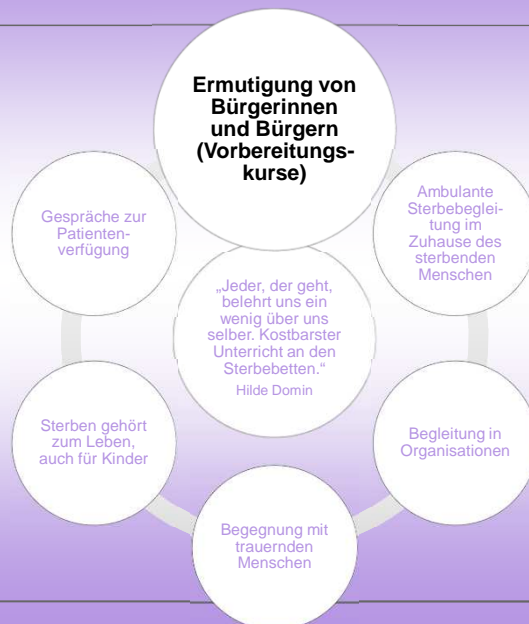 Ermutigung von
Bürgerinnen
und Bürgern
(Vorbereitungs-
kurse)
Ambulante
Sterbebeglei-
tung im
Zuhause des
sterbenden
Menschen
Begleitung in
Organisationen
Begegnung mit
trauernden
Menschen
Sterben gehört
zum Leben,
auch für Kinder
Gespräche zur
Patienten-
verfügung
„Jeder, der geht,
belehrt uns ein
wenig über uns
selber. Kostbarster
Unterricht an den
Sterbebetten.“
Hilde Domin